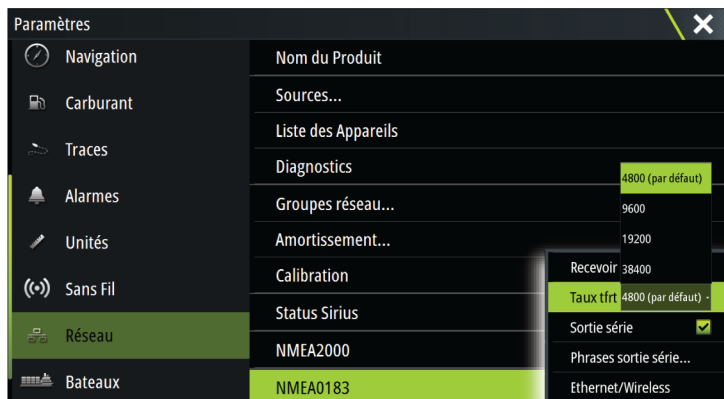 Paramètres
Navigation
Carburant
Traces
Alarmes
Unités
Sans Fil
Réseau
Bateaux
Nom du Produit
Sources...
Liste des Appareils
Diagnostics
Groupes réseau...
Amortissement...
Calibration
Status Sirius
NMEA2000
NMEA0183
4800 (par défaut)
9600
19200
38400
Recevoir
Taux tfrt 4800 (par défaut)
Sortie série
Phrases sortie série...
Ethernet/Wireless